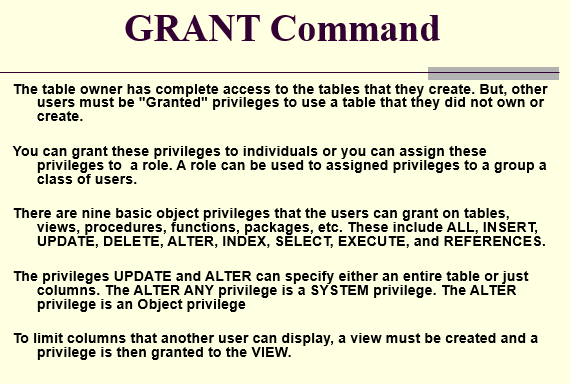 GRANT Command
The table owner has complete access to the tables that they create. But, other
users must be "Granted" privileges to use a table that they did not own or
create.
You can grant these privileges to individuals or you can assign these
privileges to  a role. A role can be used to assigned privileges to a group a
class of users.
There are nine basic object privileges that the users can grant on tables,
views, procedures, functions, packages, etc. These include ALL, INSERT,
UPDATE, DELETE, ALTER, INDEX, SELECT, EXECUTE, and REFERENCES.
The privileges UPDATE and ALTER can specify either an entire table or just
columns. The ALTER ANY privilege is a SYSTEM privilege. The ALTER
privilege is an Object privilege
To limit columns that another user can display, a view must be created and a
privilege is then granted to the VIEW.